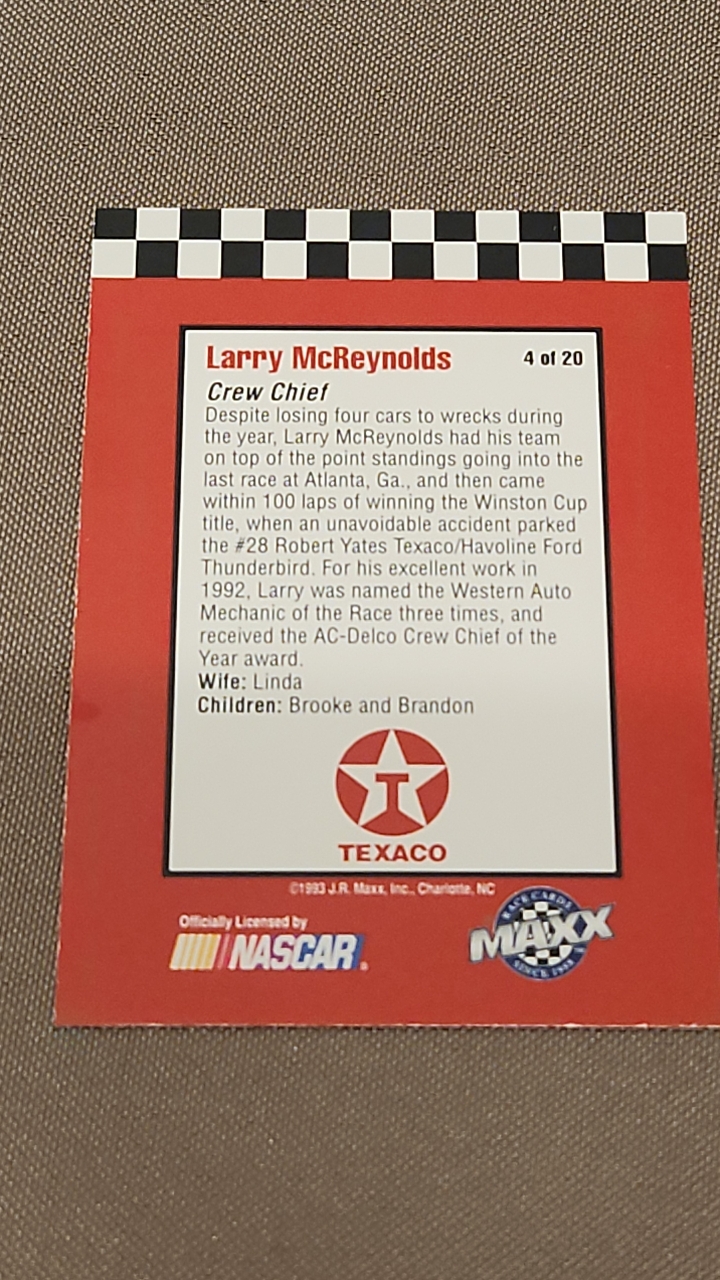 Larry McReynolds 4 of 20
Crew Chief
Despite losing four cars to wrecks during
the year, Larry McReynolds had his team
on top of the point standings going into the
last race at Atlanta, Ga., and then came
within 100 laps of winning the Winston Cup
title, when an unavoidable accident parked
the #28 Robert Yates Texaco/Havoline Ford
Thunderbird. For his excellent work in
1992, Larry was named the Western Auto
Mechanic of the Race three times, and
received the AC-Delco Crew Chief of the
Year award.
Wife: Linda
Children: Brooke and Brandon
T
TEXACO
©1993 J.R. Maxx, Inc., Charlotte, NC
Officially Licensed by
NASCAR.
RACE CARDS
MAXX
SINCE 1988